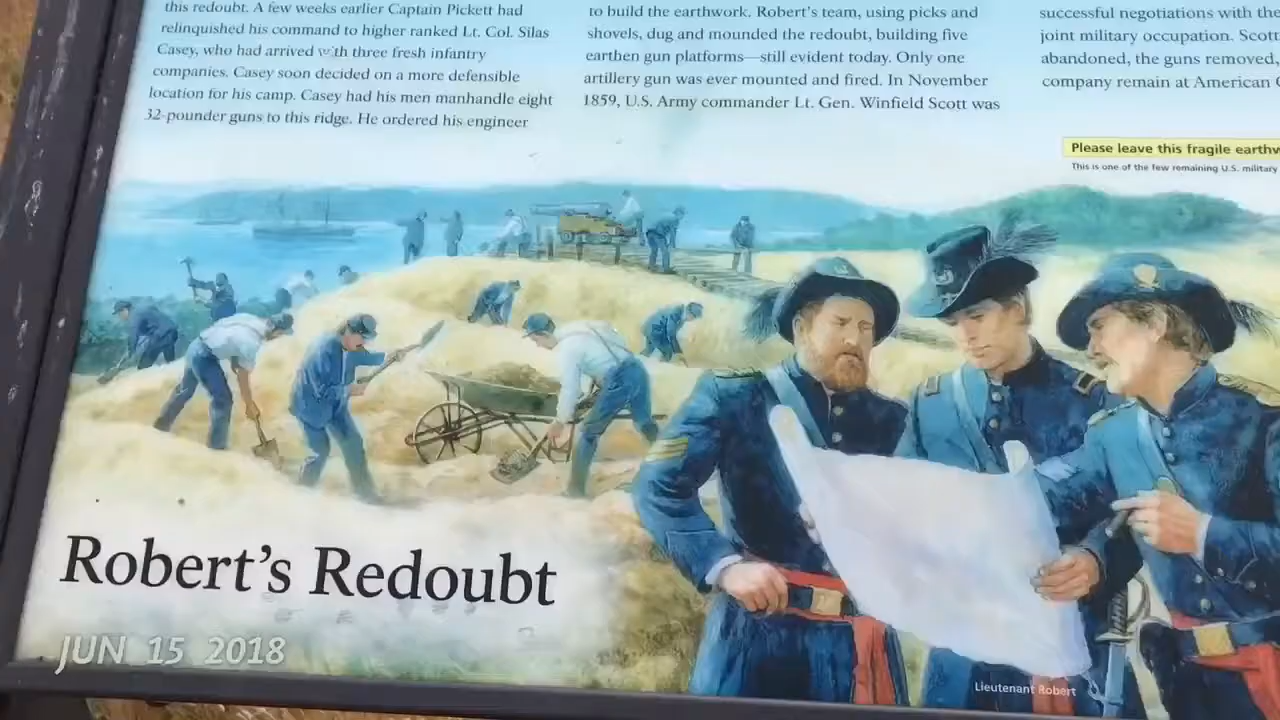 this redoubt. A few weeks earlier Captain Pickett had
relinquished his command to higher ranked Lt. Col. Silas
Casey, who had arrived with three fresh infantry
companies. Casey soon decided on a more defensible
location for his camp. Casey had his men manhandle eight
32-pounder guns to this ridge. He ordered his engineer
to build the earthwork. Robert's team, using picks and
shovels, dug and mounded the redoubt, building five
earthen gun platforms—still evident today. Only one
artillery gun was ever mounted and fired. In November
1859, U.S. Army commander Lt. Gen. Winfield Scott was
successful negotiations with the
joint military occupation. Scott
abandoned, the guns removed,
company remain at American
Please leave this fragile
This is one of the few remaining U.S. military
Robert's Redoubt
JUN 15 2018
Lieutenant Robert